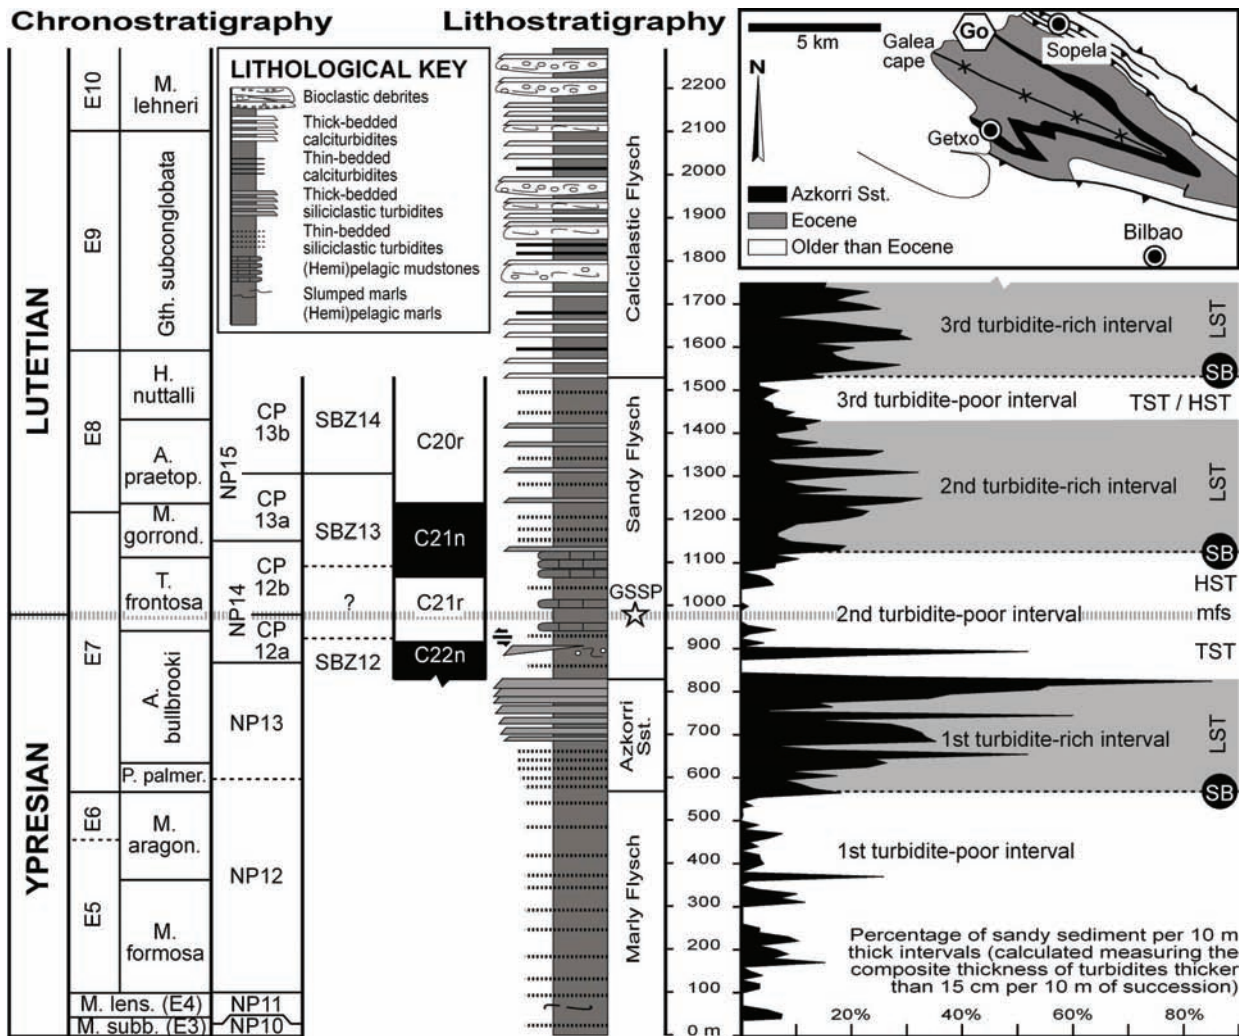 Chronostratigraphy
Lithostratigraphy
LUTETIAN
YPRESIAN
E10
E9
E8
E7
E6
E5
M.
lehneri
Gth. subconglobata
H.
nuttalli
A.
praetop.
M.
gorrond.
T.
frontosa
A.
bullbrooki
P. palmer.
M.
aragon.
M.
formosa
M. lens. (E4)
M. subb. (E3)
NP15
NP14
NP13
NP12
NP11
NP10
CP
13b
CP
13a
CP
12b
CP
12a
SBZ14
SBZ13
?
SBZ12
C20r
C21n
C21r
C22n
LITHOLOGICAL KEY
Bioclastic debrites
Thick-bedded
calciturbidites
Thin-bedded
calciturbidites
Thick-bedded
siliciclastic turbidites
Thin-bedded
siliciclastic turbidites
(Hemi)pelagic mudstones
Slumped marls
(Hemi)pelagic marls
Calciclastic Flysch
Sandy Flysch
GSSP
Azkorri
Sst.
Marly Flysch
2200
2100
2000
1900
1800
1700
1600
1500
1400
1300
1200
1100
1000
900
800
700
600
500
400
300
200
100
0 m
5 km
N
Go
Galea
cape
Sopela
Getxo
Bilbao
Azkorri Sst.
Eocene
Older than Eocene
3rd turbidite-rich interval
LST
SB
3rd turbidite-poor interval
TST / HST
2nd turbidite-rich interval
LST
SB
HST
2nd turbidite-poor interval
mfs
TST
1st turbidite-rich interval
LST
SB
1st turbidite-poor interval
Percentage of sandy sediment per 10 m
thick intervals (calculated measuring the
composite thickness of turbidites thicker
than 15 cm per 10 m of succession)
20%
40%
60%
80%